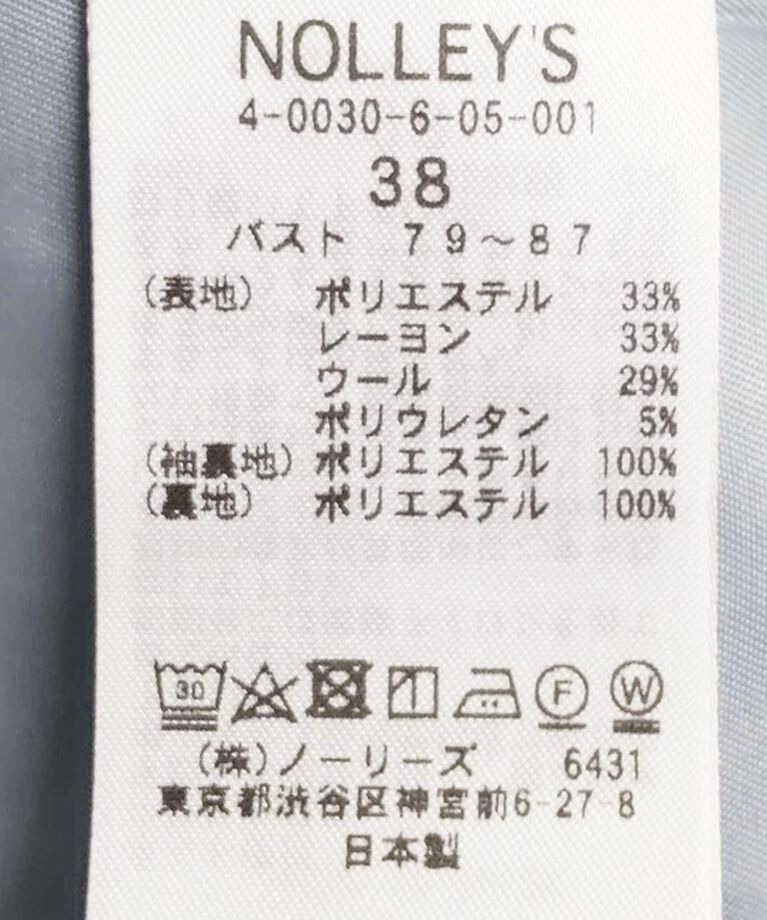 NOLLEY'S
4-0030-6-05-001
38
バスト 79～87
(表地) ポリエステル 33%
レーヨン 33%
ウール 29%
ポリウレタン 5%
(袖裏地) ポリエステル 100%
(裏地) ポリエステル 100%
30 F W
(株)ノーリーズ 6431
東京都渋谷区神宮前6-27-8
日本製